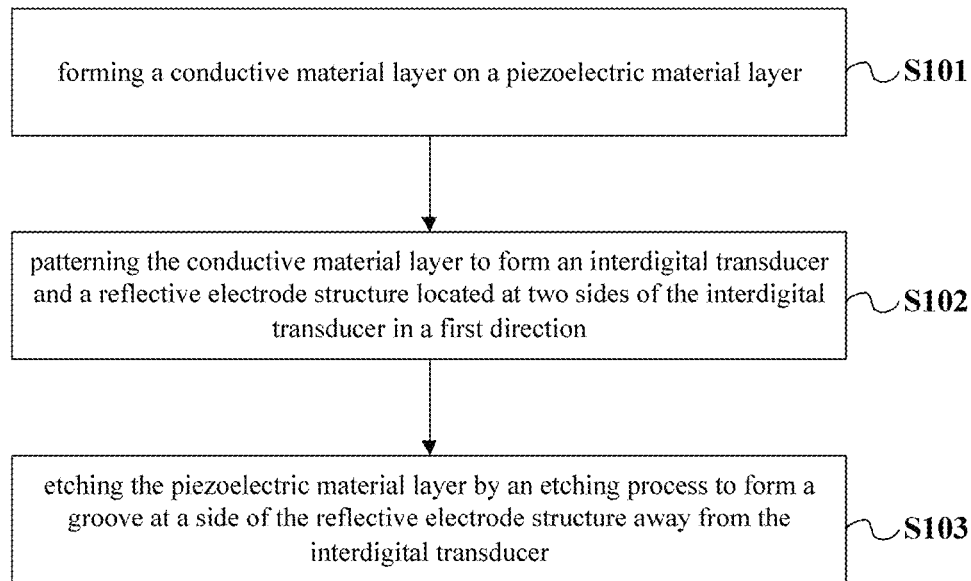 forming a conductive material layer on a piezoelectric material layer
S101
patterning the conductive material layer to form an interdigital transducer
and a reflective electrode structure located at two sides of the interdigital
transducer in a first direction
S102
etching the piezoelectric material layer by an etching process to form a
groove at a side of the reflective electrode structure away from the
interdigital transducer
S103